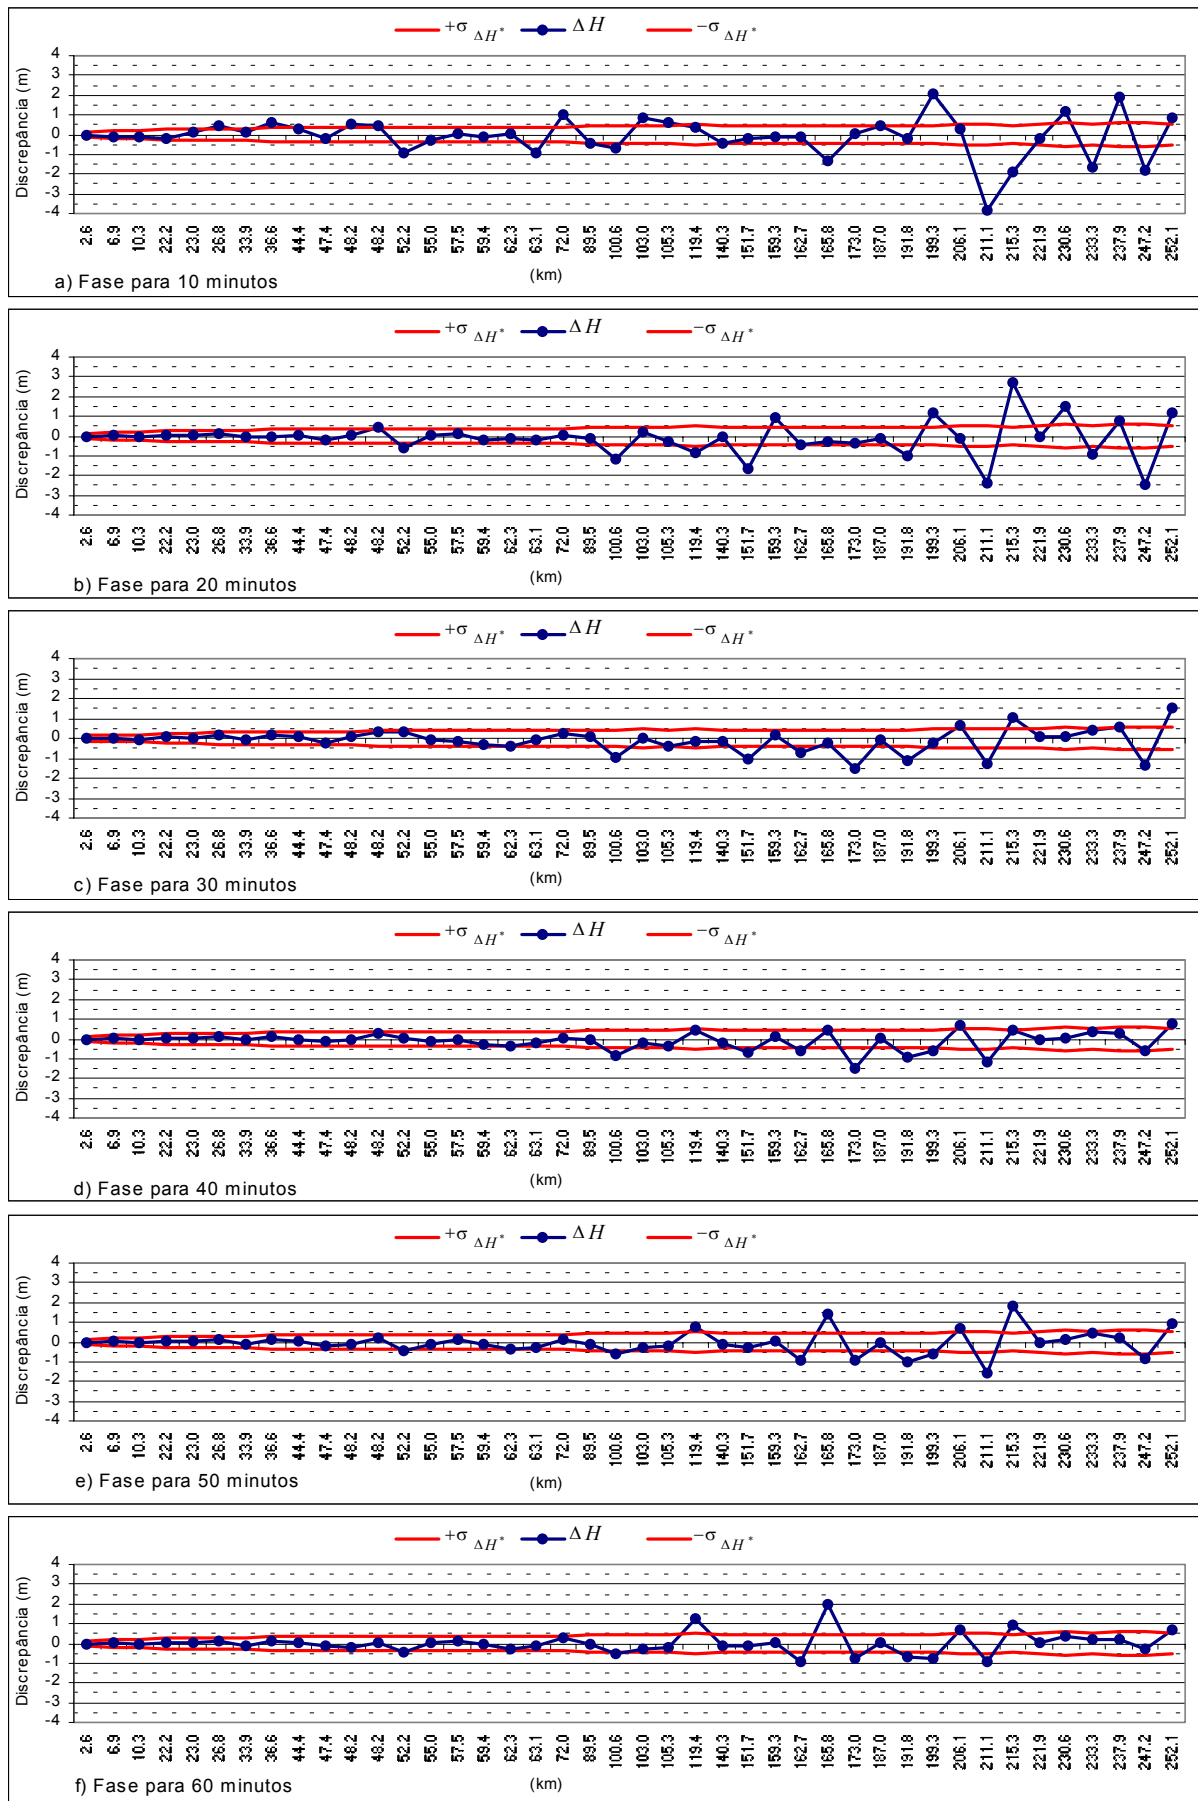 +σ ΔH* ΔH −σ ΔH*
Discrepância (m)
4
3
2
1
0
-1
-2
-3
-4
2.6 6.9 10.3 22.2 23.0 26.8 33.9 36.6 44.4 47.4 48.2 48.2 52.2 55.0 57.5 59.4 62.3 63.1 72.0 89.5 100.6 103.0 105.3 119.4 140.3 151.7 159.3 162.7 165.8 173.0 187.0 191.8 199.3 206.1 211.1 215.3 221.9 230.6 233.3 237.9 247.2 252.1
(km)
a) Fase para 10 minutos
+σ ΔH* ΔH −σ ΔH*
Discrepância (m)
4
3
2
1
0
-1
-2
-3
-4
2.6 6.9 10.3 22.2 23.0 26.8 33.9 36.6 44.4 47.4 48.2 48.2 52.2 55.0 57.5 59.4 62.3 63.1 72.0 89.5 100.6 103.0 105.3 119.4 140.3 151.7 159.3 162.7 165.8 173.0 187.0 191.8 199.3 206.1 211.1 215.3 221.9 230.6 233.3 237.9 247.2 252.1
(km)
b) Fase para 20 minutos
+σ ΔH* ΔH −σ ΔH*
Discrepância (m)
4
3
2
1
0
-1
-2
-3
-4
2.6 6.9 10.3 22.2 23.0 26.8 33.9 36.6 44.4 47.4 48.2 48.2 52.2 55.0 57.5 59.4 62.3 63.1 72.0 89.5 100.6 103.0 105.3 119.4 140.3 151.7 159.3 162.7 165.8 173.0 187.0 191.8 199.3 206.1 211.1 215.3 221.9 230.6 233.3 237.9 247.2 252.1
(km)
c) Fase para 30 minutos
+σ ΔH* ΔH −σ ΔH*
Discrepância (m)
4
3
2
1
0
-1
-2
-3
-4
2.6 6.9 10.3 22.2 23.0 26.8 33.9 36.6 44.4 47.4 48.2 48.2 52.2 55.0 57.5 59.4 62.3 63.1 72.0 89.5 100.6 103.0 105.3 119.4 140.3 151.7 159.3 162.7 165.8 173.0 187.0 191.8 199.3 206.1 211.1 215.3 221.9 230.6 233.3 237.9 247.2 252.1
(km)
d) Fase para 40 minutos
+σ ΔH* ΔH −σ ΔH*
Discrepância (m)
4
3
2
1
0
-1
-2
-3
-4
2.6 6.9 10.3 22.2 23.0 26.8 33.9 36.6 44.4 47.4 48.2 48.2 52.2 55.0 57.5 59.4 62.3 63.1 72.0 89.5 100.6 103.0 105.3 119.4 140.3 151.7 159.3 162.7 165.8 173.0 187.0 191.8 199.3 206.1 211.1 215.3 221.9 230.6 233.3 237.9 247.2 252.1
(km)
e) Fase para 50 minutos
+σ ΔH* ΔH −σ ΔH*
Discrepância (m)
4
3
2
1
0
-1
-2
-3
-4
2.6 6.9 10.3 22.2 23.0 26.8 33.9 36.6 44.4 47.4 48.2 48.2 52.2 55.0 57.5 59.4 62.3 63.1 72.0 89.5 100.6 103.0 105.3 119.4 140.3 151.7 159.3 162.7 165.8 173.0 187.0 191.8 199.3 206.1 211.1 215.3 221.9 230.6 233.3 237.9 247.2 252.1
(km)
f) Fase para 60 minutos